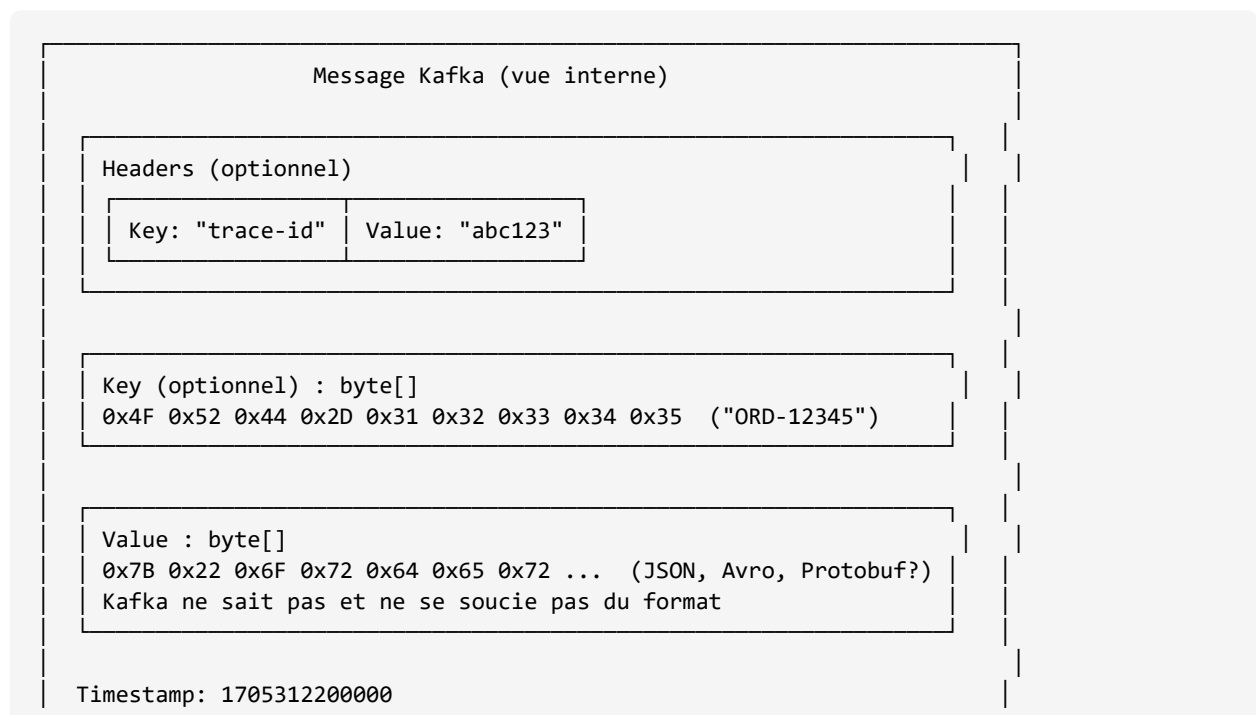 Message Kafka (vue interne)
Headers (optionnel)
Key: "trace-id" Value: "abc123"
Key (optionnel) : byte[]
0x4F 0x52 0x44 0x2D 0x31 0x32 0x33 0x34 0x35 ("ORD-12345")
Value : byte[]
0x7B 0x22 0x6F 0x72 0x64 0x65 0x72 ... (JSON, Avro, Protobuf?)
Kafka ne sait pas et ne se soucie pas du format
Timestamp: 1705312200000